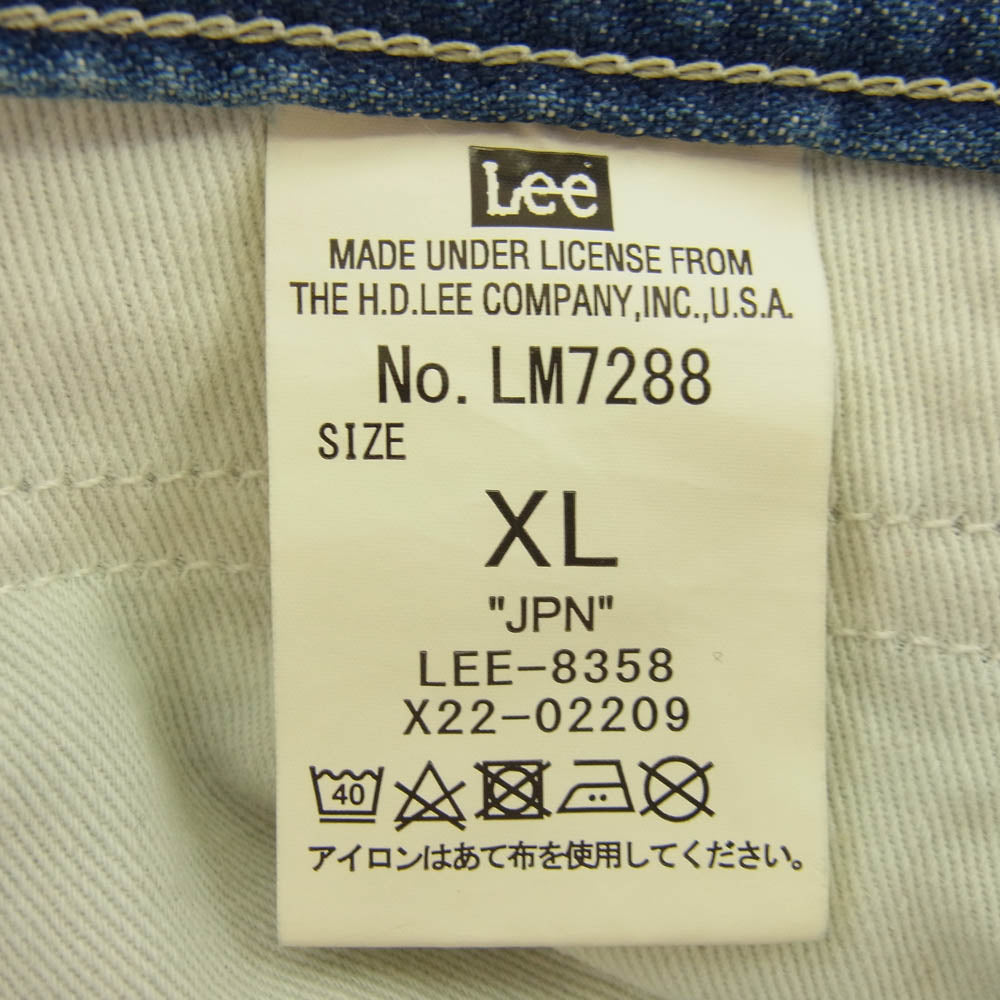 Lee
MADE UNDER LICENSE FROM
THE H.D.LEE COMPANY,INC.,U.S.A.
No. LM7288
SIZE
XL
"JPN"
LEE-8358
X22-02209
40
アイロンはあて布を使用してください。